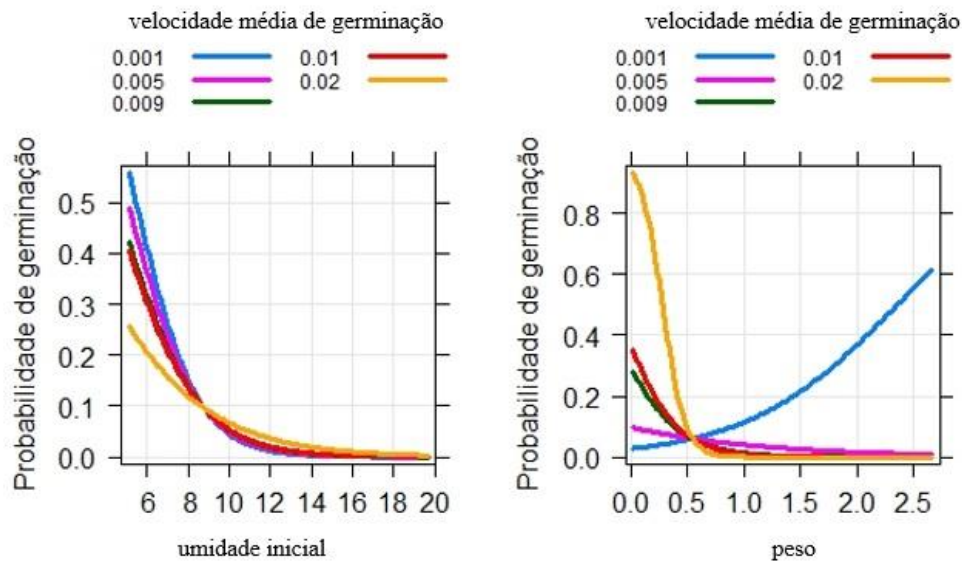 velocidade média de germinação
0.001 0.01
0.005 0.02
0.009
Probabilidade de germinação
0.5
0.4
0.3
0.2
0.1
0.0
6 8 10 12 14 16 18 20
umidade inicial
velocidade média de germinação
0.001 0.01
0.005 0.02
0.009
Probabilidade de germinação
0.8
0.6
0.4
0.2
0.0
0.0 0.5 1.0 1.5 2.0 2.5
peso